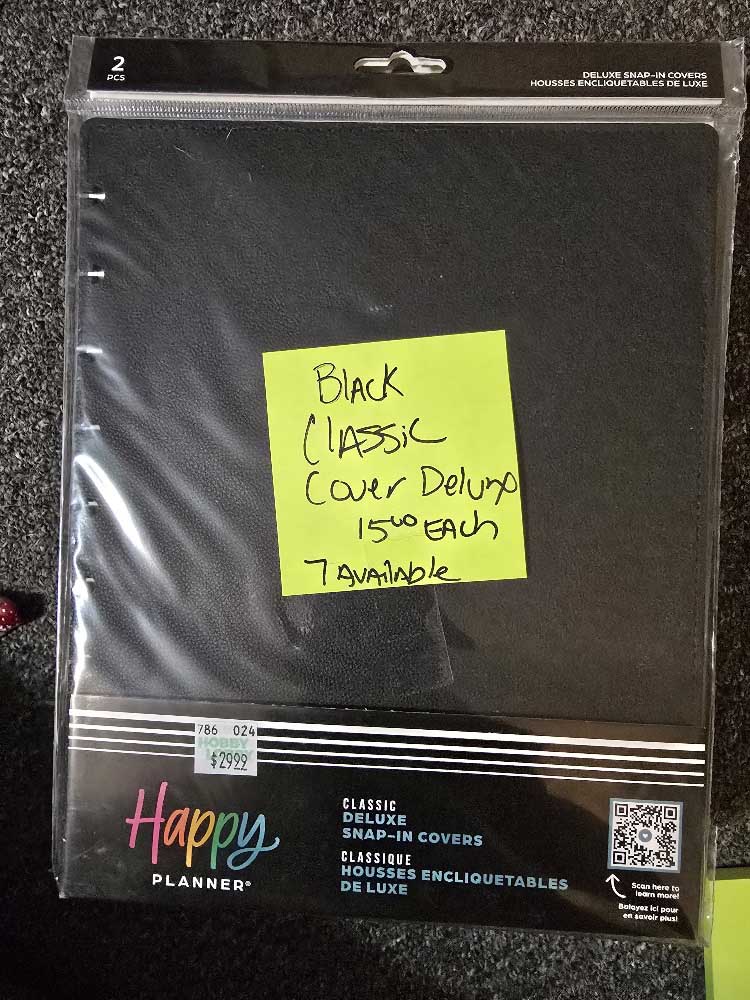 2
PCS
DELUXE SNAP-IN COVERS
HOUSSES ENCLIQUETABLES DE LUXE
BLACK
CLASSIC
Cover Deluxe
15⁰⁰ EACH
7 AVAILABLE
786 024
HOBBY
$2999
Happy
PLANNER®
CLASSIC
DELUXE
SNAP-IN COVERS
CLASSIQUE
HOUSSES ENCLIQUETABLES
DE LUXE
Scan here to
learn more!
Balayez ici pour
en savoir plus!